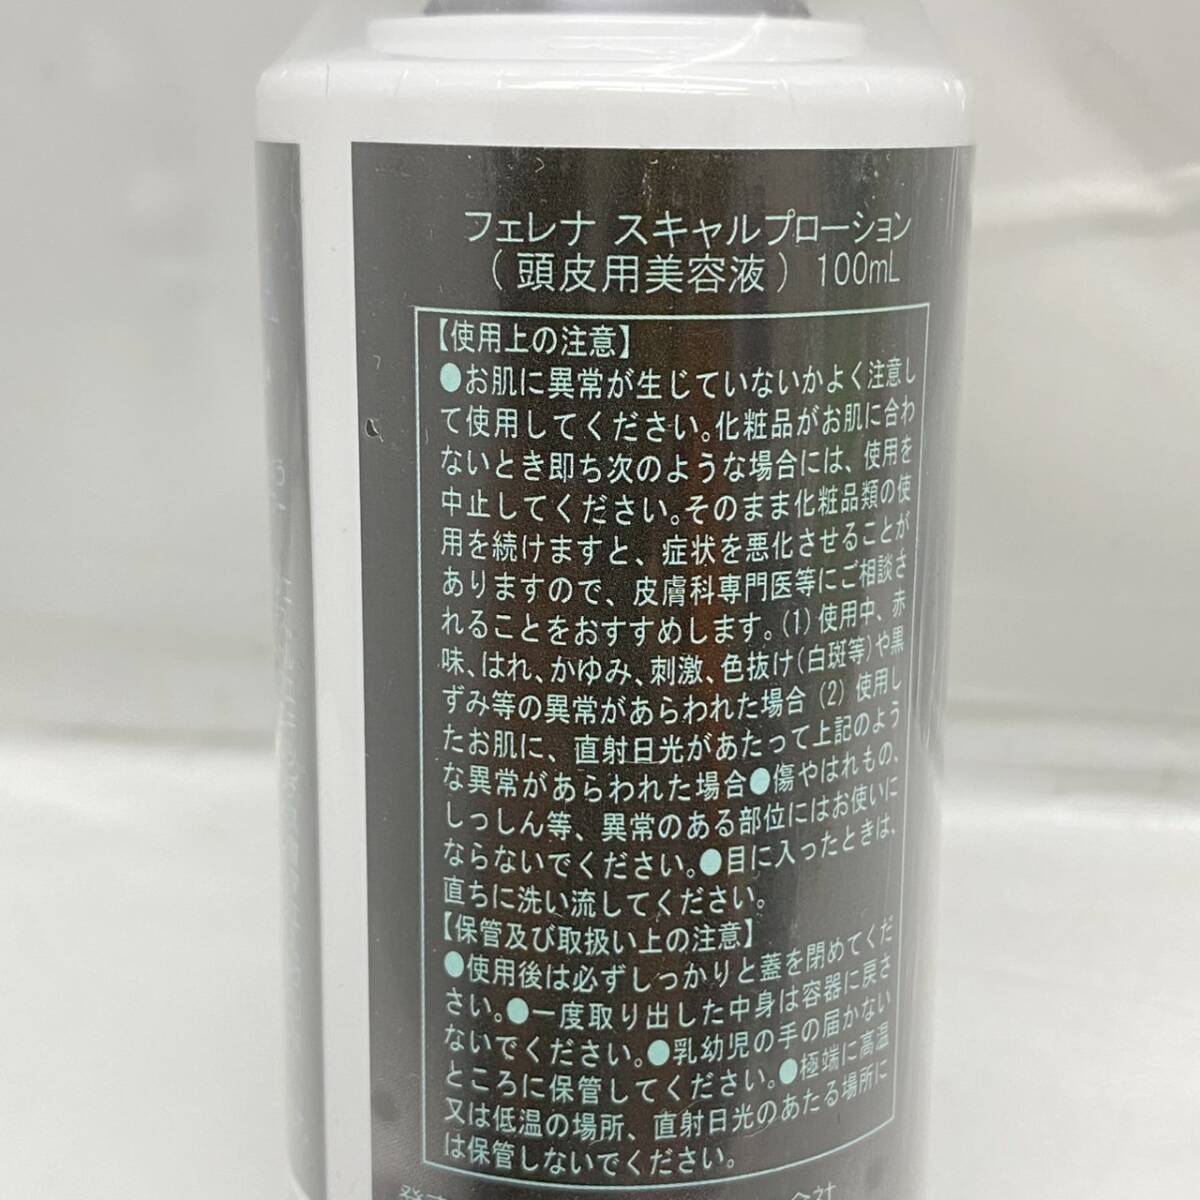 フェレナ スキャルプローション
(頭皮用美容液) 100mL
【使用上の注意】
●お肌に異常が生じていないかよく注意し
て使用してください。化粧品がお肌に合わ
ないとき即ち次のような場合には、使用を
中止してください。そのまま化粧品類の使
用を続けますと、症状を悪化させることが
ありますので、皮膚科専門医等にご相談さ
れることをおすすめします。(1)使用中、赤
味、はれ、かゆみ、刺激、色抜け(白斑等)や黒
ずみ等の異常があらわれた場合(2) 使用し
たお肌に、直射日光があたって上記のよう
な異常があらわれた場合●傷やはれもの、
しっしん等、異常のある部位にはお使いに
ならないでください。●目に入ったときは、
直ちに洗い流してください。
【保管及び取扱い上の注意】
●使用後は必ずしっかりと蓋を閉めてくだ
さい。●一度取り出した中身は容器に戻さ
ないでください。●乳幼児の手の届かない
ところに保管してください。●極端に高温
又は低温の場所、直射日光のあたる場所に
は保管しないでください。